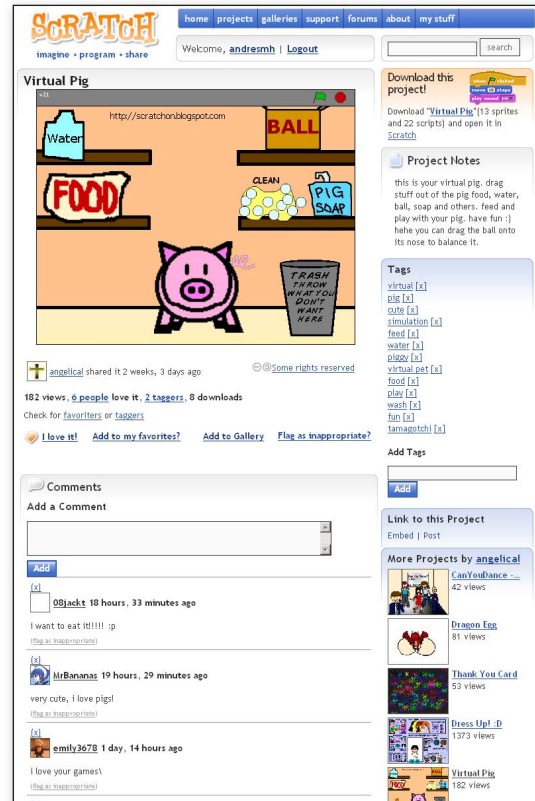 SCRATCH
imagine • program • share
home projects galleries support forums about my stuff
Welcome, andresmh | Logout
search
Virtual Pig
v.21
http://scratchon.blogspot.com
Water
BALL
FOOD
CLEAN
PIG
SOAP
TRASH
THROW
WHAT YOU
DON'T
WANT
HERE
angelical shared it 2 weeks, 3 days ago
Some rights reserved
182 views, 6 people love it, 2 taggers, 8 downloads
Check for favoriters or taggers
I love it! Add to my favorites? Add to Gallery Flag as inappropriate?
Comments
Add a Comment
Add
[x]
08jackt 18 hours, 33 minutes ago
i want to eat it!!!!! :p
(flag as inappropriate)
[x]
MrBananas 19 hours, 29 minutes ago
very cute, i love pigs!
(flag as inappropriate)
[x]
emily3678 1 day, 14 hours ago
i love your games\
(flag as inappropriate)
Download this
project!
when clicked
move 10 steps
play sound
Download "Virtual Pig"(13 sprites
and 22 scripts) and open it in
Scratch
Project Notes
this is your virtual pig. drag
stuff out of the pig food, water,
ball, soap and others. feed and
play with your pig. have fun :)
hehe you can drag the ball onto
its nose to balance it.
Tags
virtual [x]
pig [x]
cute [x]
simulation [x]
feed [x]
water [x]
piggy [x]
virtual pet [x]
food [x]
play [x]
wash [x]
fun [x]
tamagotchi [x]
Add Tags
Add
Link to this Project
Embed | Post
More Projects by angelical
CanYouDance -...
42 views
Dragon Egg
81 views
Thank You Card
53 views
Dress Up! :D
1373 views
Virtual Pig
182 views